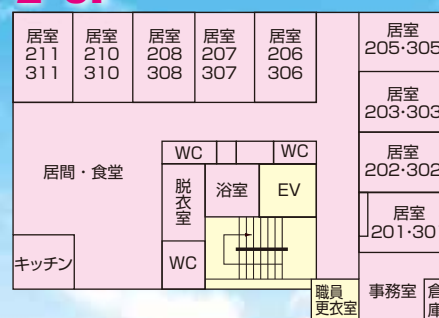 居室
211
311
居室
210
310
居室
208
308
居室
207
307
居室
206
306
居室
205・305
居室
203・303
居室
202・302
居室
201・301
居間・食堂
WC
WC
脱衣室
浴室
EV
キッチン
WC
職員
更衣室
事務室
倉庫